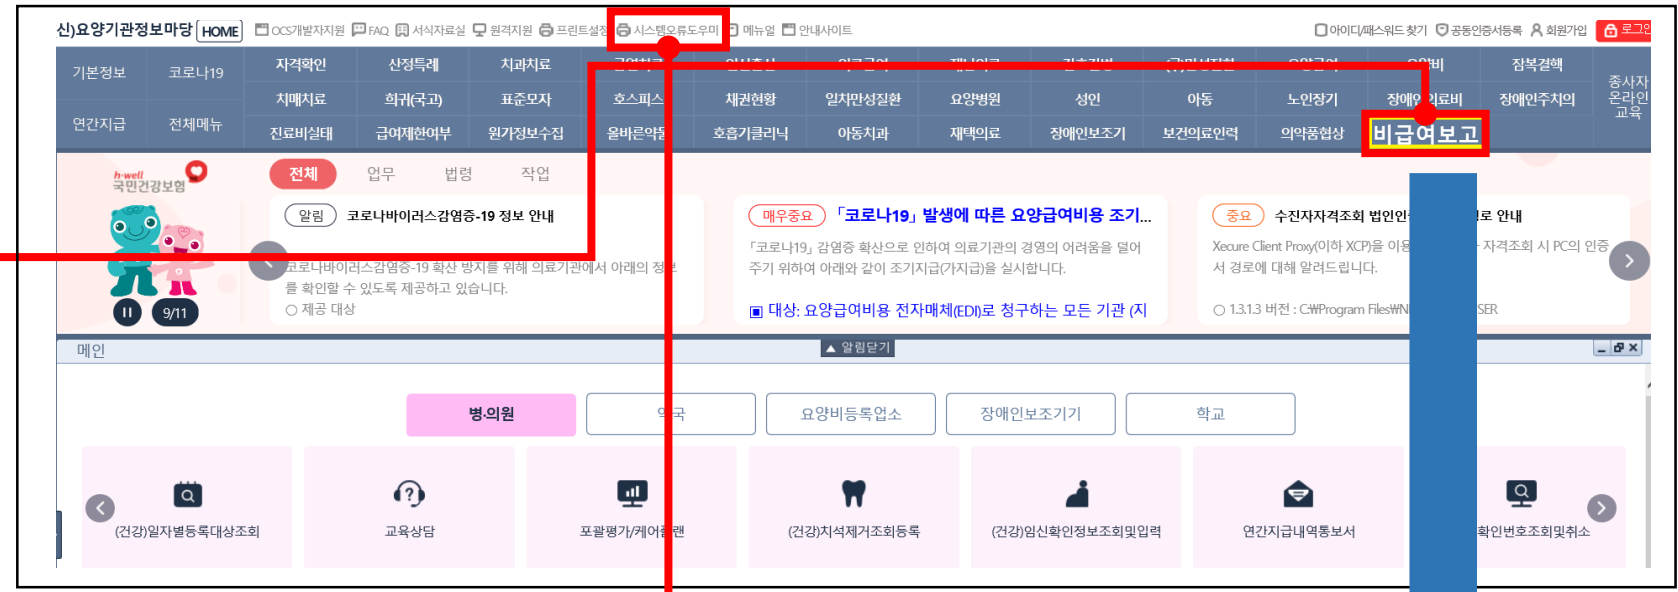 신)요양기관정보마당 HOME OCS개발자지원 FAQ 서식자료실 원격지원 프린트설정 시스템오류도우미 메뉴얼 안내사이트 아이디/패스워드 찾기 공동인증서등록 회원가입
기본정보 코로나19 자격확인 산정특례 치과치료 잠복결핵
치매치료 희귀(국고) 표준모자 호스피스 채권현황 일차만성질환 요양병원 성인 아동 노인장기 장애인의료비 장애인주치의
종사자
온라인
교육
연간지급 전체메뉴 진료비실태 급여제한여부 원가정보수집 올바른약물 호흡기클리닉 아동치과 재택의료 장애인보조기 보건의료인력 의약품협상 비급여보고
h·well
국민건강보험
전체 업무 법령 작업
알림 코로나바이러스감염증-19 정보 안내
코로나바이러스감염증-19 확산 방지를 위해 의료기관에서 아래의 정보
를 확인할 수 있도록 제공하고 있습니다.
○ 제공 대상
매우중요 「코로나19」 발생에 따른 요양급여비용 조기...
「코로나19」 감염증 확산으로 인하여 의료기관의 경영의 어려움을 덜어
주기 위하여 아래와 같이 조기지급(가지급)을 실시합니다.
▣ 대상: 요양급여비용 전자매체(EDI)로 청구하는 모든 기관 (지
중요 수진자자격조회 법인인 로 안내
Xecure Client Proxy(이하 XCP)을 이용 자격조회 시 PC의 인증
서 경로에 대해 알려드립니다.
○ 1.3.1.3 버전 : C:₩Program Files₩N SER
9/11
메인 ▲ 알림닫기
병·의원 약국 요양비등록업소 장애인보조기기 학교
(건강)일자별등록대상조회 교육상담 포괄평가/케어플랜 (건강)치석제거조회등록 (건강)임신확인정보조회및입력 연간지급내역통보서 확인번호조회및취소